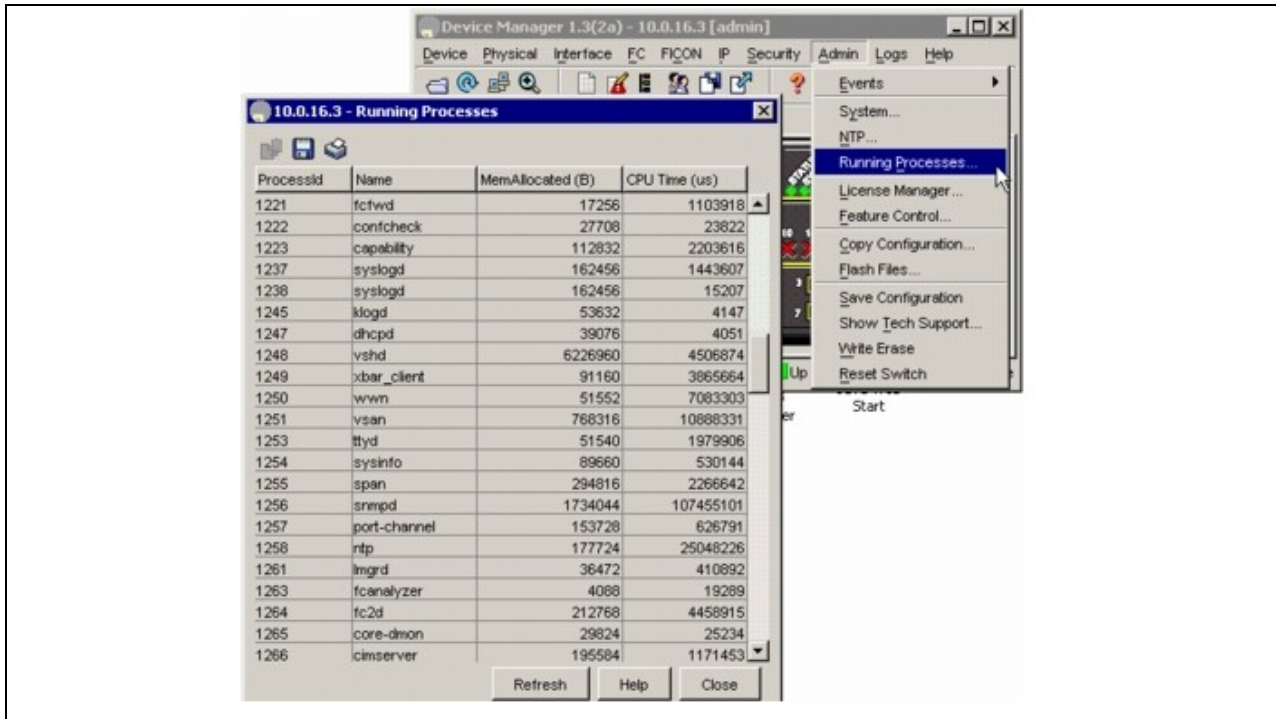 Device Manager 1.3(2a) - 10.0.16.3 [admin]
Device Physical Interface FC FICON IP Security Admin Logs Help
Events
System...
NTP...
Running Processes...
License Manager...
Feature Control...
Copy Configuration...
Flash Files...
Save Configuration
Show Tech Support...
Write Erase
Reset Switch
Up
er
Start
10.0.16.3 - Running Processes
ProcessId Name MemAllocated (B) CPU Time (us)
1221 fcfwd 17256 1103918
1222 confcheck 27708 23822
1223 capability 112832 2203616
1237 syslogd 162456 1443607
1238 syslogd 162456 15207
1245 klogd 53632 4147
1247 dhcpd 39076 4051
1248 vshd 6226960 4506874
1249 xbar_client 91160 3865664
1250 wwn 51552 7083303
1251 vsan 768316 10888331
1253 ttyd 51540 1979906
1254 sysinfo 89660 530144
1255 span 294816 2266642
1256 snmpd 1734044 107455101
1257 port-channel 153728 626791
1258 ntp 177724 25048226
1261 lmgrd 36472 410892
1263 fcanalyzer 4088 19289
1264 fc2d 212768 4458915
1265 core-dmon 29824 25234
1266 cimserver 195584 1171453
Refresh Help Close